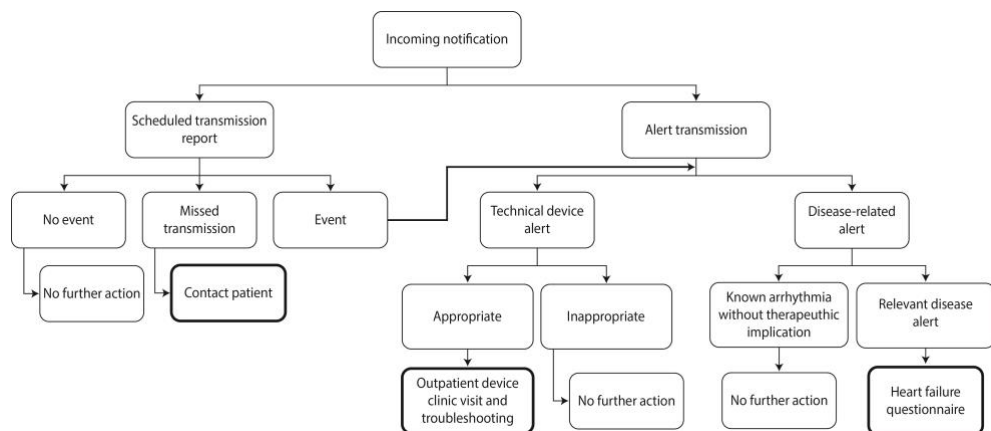 Incoming notification
Scheduled transmission
report
Alert transmission
No event
Missed
transmission
Event
Technical device
alert
Disease-related
alert
No further action
Contact patient
Appropriate
Inappropriate
Known arrhythmia
without therapeuthic
implication
Relevant disease
alert
Outpatient device
clinic visit and
troubleshooting
No further action
No further action
Heart failure
questionnaire